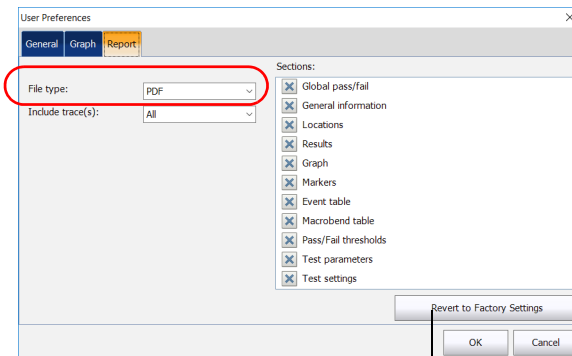 User Preferences
General Graph Report
File type:
PDF
Include trace(s):
All
Sections:
Global pass/fail
General information
Locations
Results
Graph
Markers
Event table
Macrobend table
Pass/Fail thresholds
Test parameters
Test settings
Revert to Factory Settings
OK Cancel